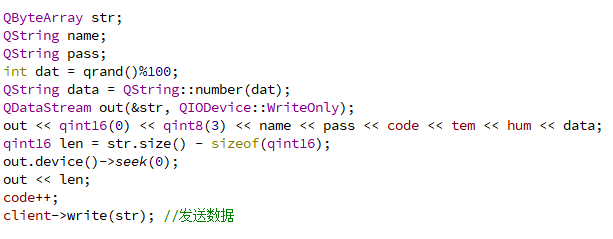 QByteArray str;
QString name;
QString pass;
int dat = qrand()%100;
QString data = QString::number(dat);
QDataStream out(&str, QIODevice::WriteOnly);
out << qint16(0) << qint8(3) << name << pass << code << tem << hum << data;
qint16 len = str.size() - sizeof(qint16);
out.device()->seek(0);
out << len;
code++;
client->write(str); //发送数据